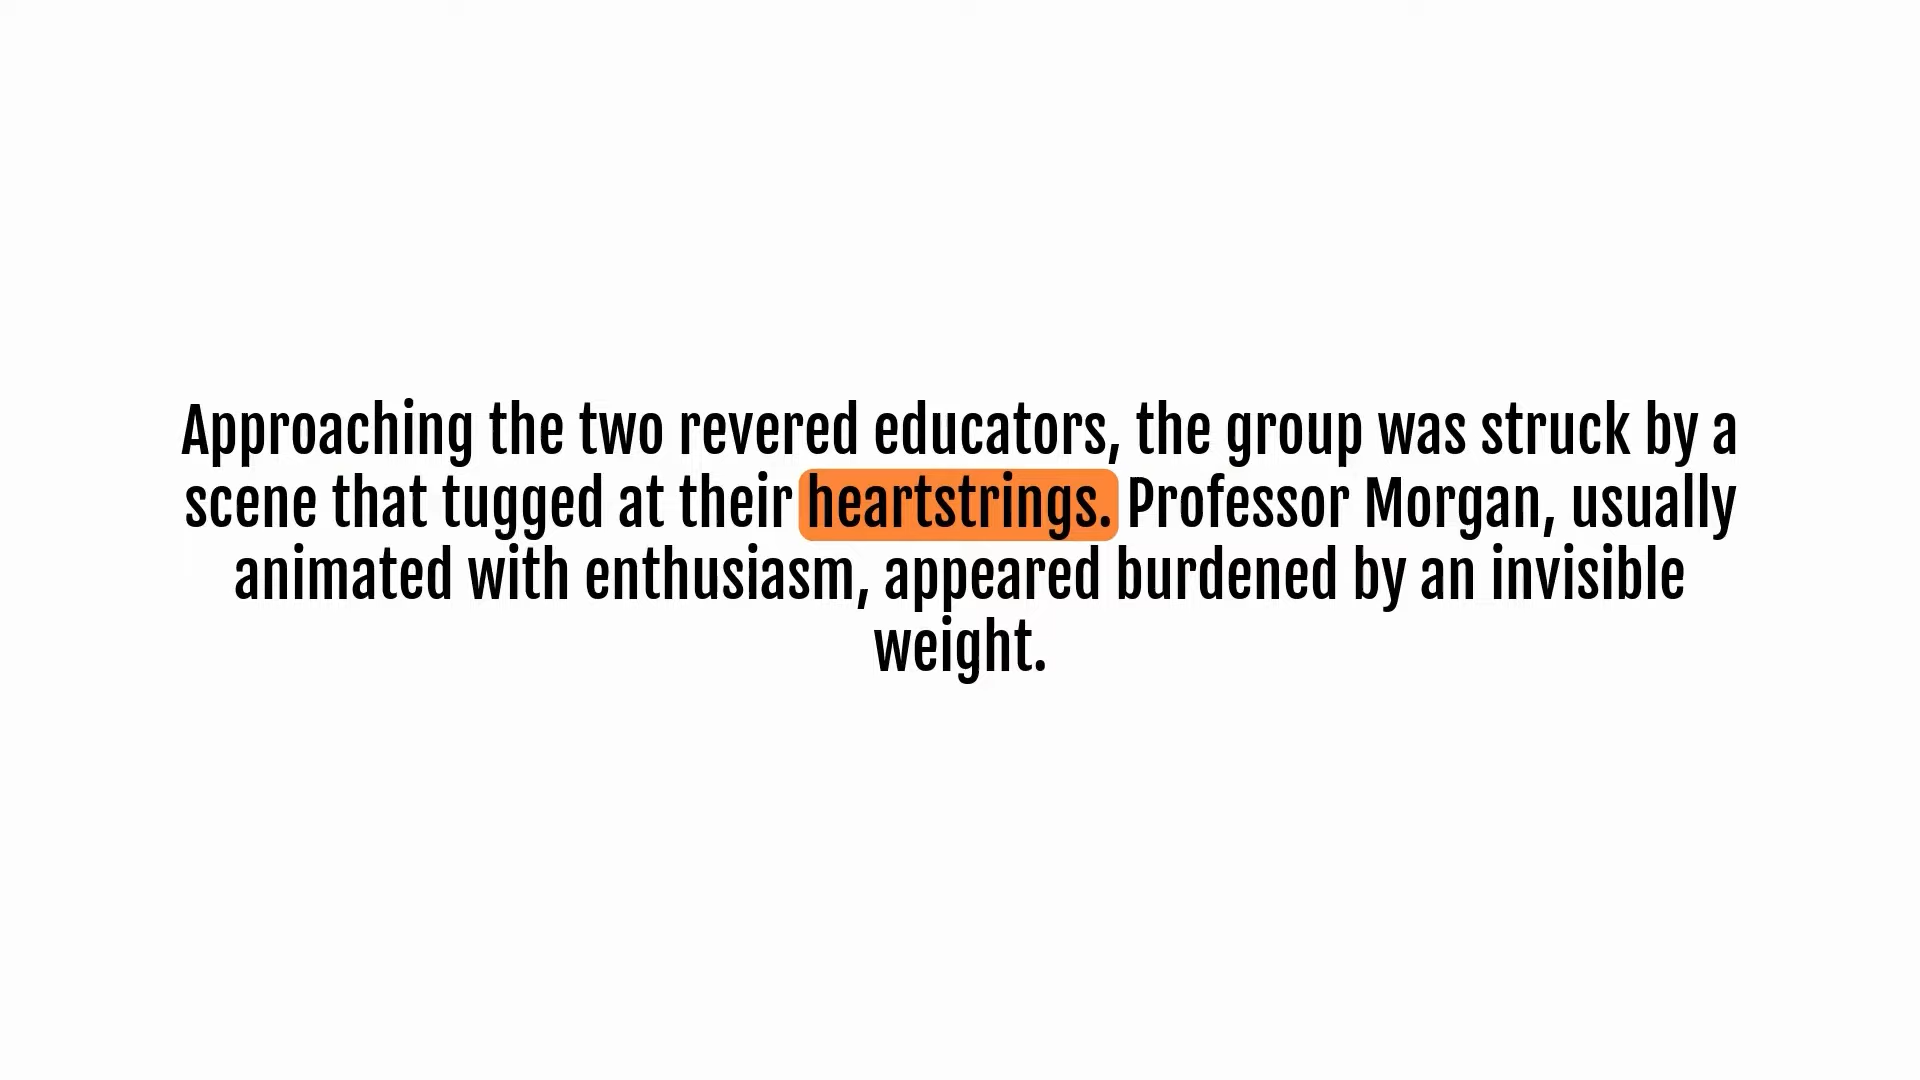 Approaching the two revered educators, the group was struck by a
scene that tugged at their heartstrings. Professor Morgan, usually
animated with enthusiasm, appeared burdened by an invisible
weight.